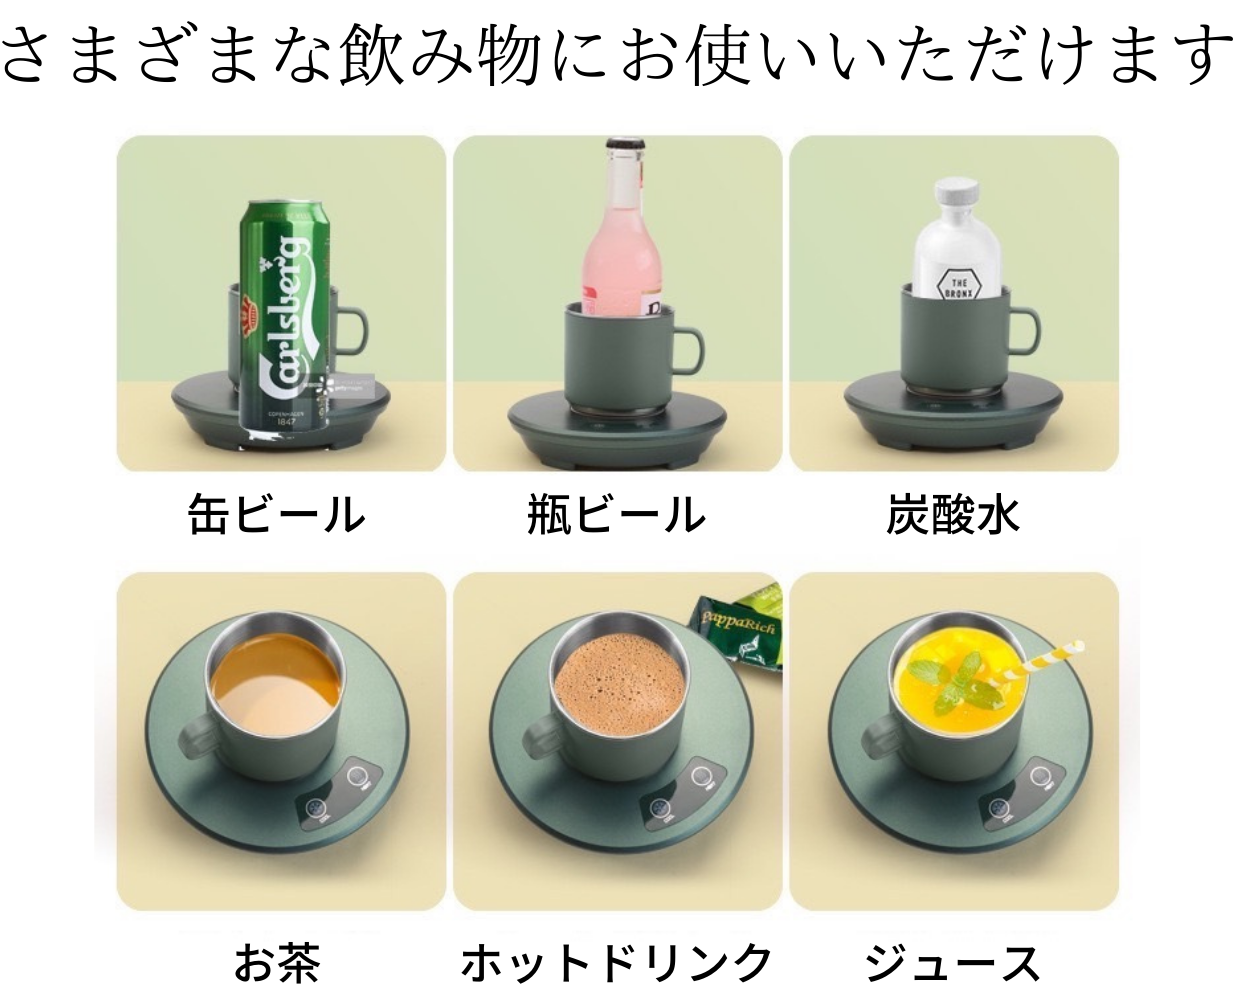 さまざまな飲み物にお使いいただけます
Carlsberg
COPENHAGEN
1847
THE
BRONX
缶ビール
瓶ビール
炭酸水
PappaRich
お茶
ホットドリンク
ジュース